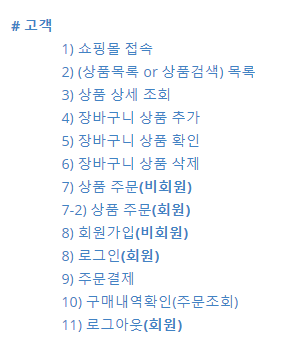 # 고객
1) 쇼핑몰 접속
2) (상품목록 or 상품검색) 목록
3) 상품 상세 조회
4) 장바구니 상품 추가
5) 장바구니 상품 확인
6) 장바구니 상품 삭제
7) 상품 주문(비회원)
7-2) 상품 주문(회원)
8) 회원가입(비회원)
8) 로그인(회원)
9) 주문결제
10) 구매내역확인(주문조회)
11) 로그아웃(회원)